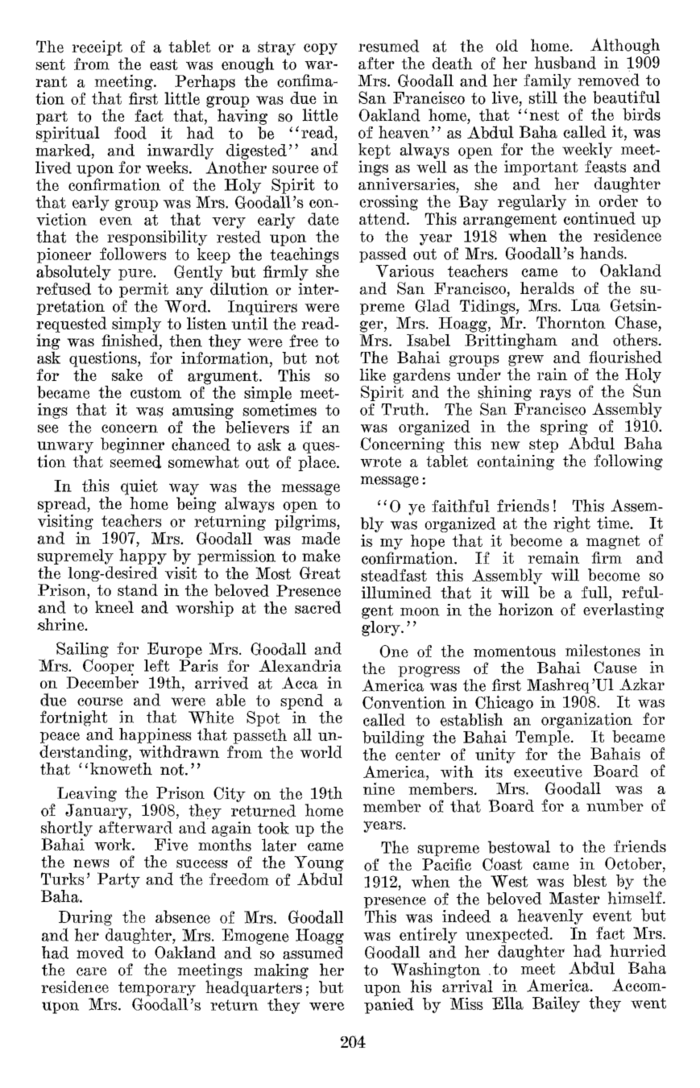 The receipt of a tablet or a stray copy
sent from the east was enough to war-
rant a meeting. Perhaps the confima-
tion of that first little group was due in
part to the fact that, having so little
spiritual food it had to be "read,
marked, and inwardly digested" and
lived upon for weeks. Another source of
the confirmation of the Holy Spirit to
that early group was Mrs. Goodall's con-
viction even at that very early date
that the responsibility rested upon the
pioneer followers to keep the teachings
absolutely pure. Gently but firmly she
refused to permit any dilution or inter-
pretation of the Word. Inquirers were
requested simply to listen until the read-
ing was finished, then they were free to
ask questions, for information, but not
for the sake of argument. This so
became the custom of the simple meet-
ings that it was amusing sometimes to
see the concern of the believers if an
unwary beginner chanced to ask a ques-
tion that seemed somewhat out of place.
In this quiet way was the message
spread, the home being always open to
visiting teachers or returning pilgrims,
and in 1907, Mrs. Goodall was made
supremely happy by permission to make
the long-desired visit to the Most Great
Prison, to stand in the beloved Presence
and to kneel and worship at the sacred
shrine.
Sailing for Europe Mrs. Goodall and
Mrs. Cooper left Paris for Alexandria
on December 19th, arrived at Acca in
due course and were able to spend a
fortnight in that White Spot in the
peace and happiness that passeth all un-
derstanding, withdrawn from the world
that "knoweth not."
Leaving the Prison City on the 19th
of January, 1908, they returned home
shortly afterward and again took up the
Bahai work. Five months later came
the news of the success of the Young
Turks' Party and the freedom of Abdul
Baha.
During the absence of Mrs. Goodall
and her daughter, Mrs. Emogene Hoagg
had moved to Oakland and so assumed
the care of the meetings making her
residence temporary headquarters; but
upon Mrs. Goodall's return they were
resumed at the old home. Although
after the death of her husband in 1909
Mrs. Goodall and her family removed to
San Francisco to live, still the beautiful
Oakland home, that "nest of the birds
of heaven" as Abdul Baha called it, was
kept always open for the weekly meet-
ings as well as the important feasts and
anniversaries, she and her daughter
crossing the Bay regularly in order to
attend. This arrangement continued up
to the year 1918 when the residence
passed out of Mrs. Goodall's hands.
Various teachers came to Oakland
and San Francisco, heralds of the su-
preme Glad Tidings, Mrs. Lua Getsin-
ger, Mrs. Hoagg, Mr. Thornton Chase,
Mrs. Isabel Brittingham and others.
The Bahai groups grew and flourished
like gardens under the rain of the Holy
Spirit and the shining rays of the Sun
of Truth. The San Francisco Assembly
was organized in the spring of 1910.
Concerning this new step Abdul Baha
wrote a tablet containing the following
message:
"O ye faithful friends! This Assem-
bly was organized at the right time. It
is my hope that it become a magnet of
confirmation. If it remain firm and
steadfast this Assembly will become so
illumined that it will be a full, reful-
gent moon in the horizon of everlasting
glory."
One of the momentous milestones in
the progress of the Bahai Cause in
America was the first Mashreq'Ul Azkar
Convention in Chicago in 1908. It was
called to establish an organization for
building the Bahai Temple. It became
the center of unity for the Bahais of
America, with its executive Board of
nine members. Mrs. Goodall was a
member of that Board for a number of
years.
The supreme bestowal to the friends
of the Pacific Coast came in October,
1912, when the West was blest by the
presence of the beloved Master himself.
This was indeed a heavenly event but
was entirely unexpected. In fact Mrs.
Goodall and her daughter had hurried
to Washington to meet Abdul Baha
upon his arrival in America. Accom-
panied by Miss Ella Bailey they went
204